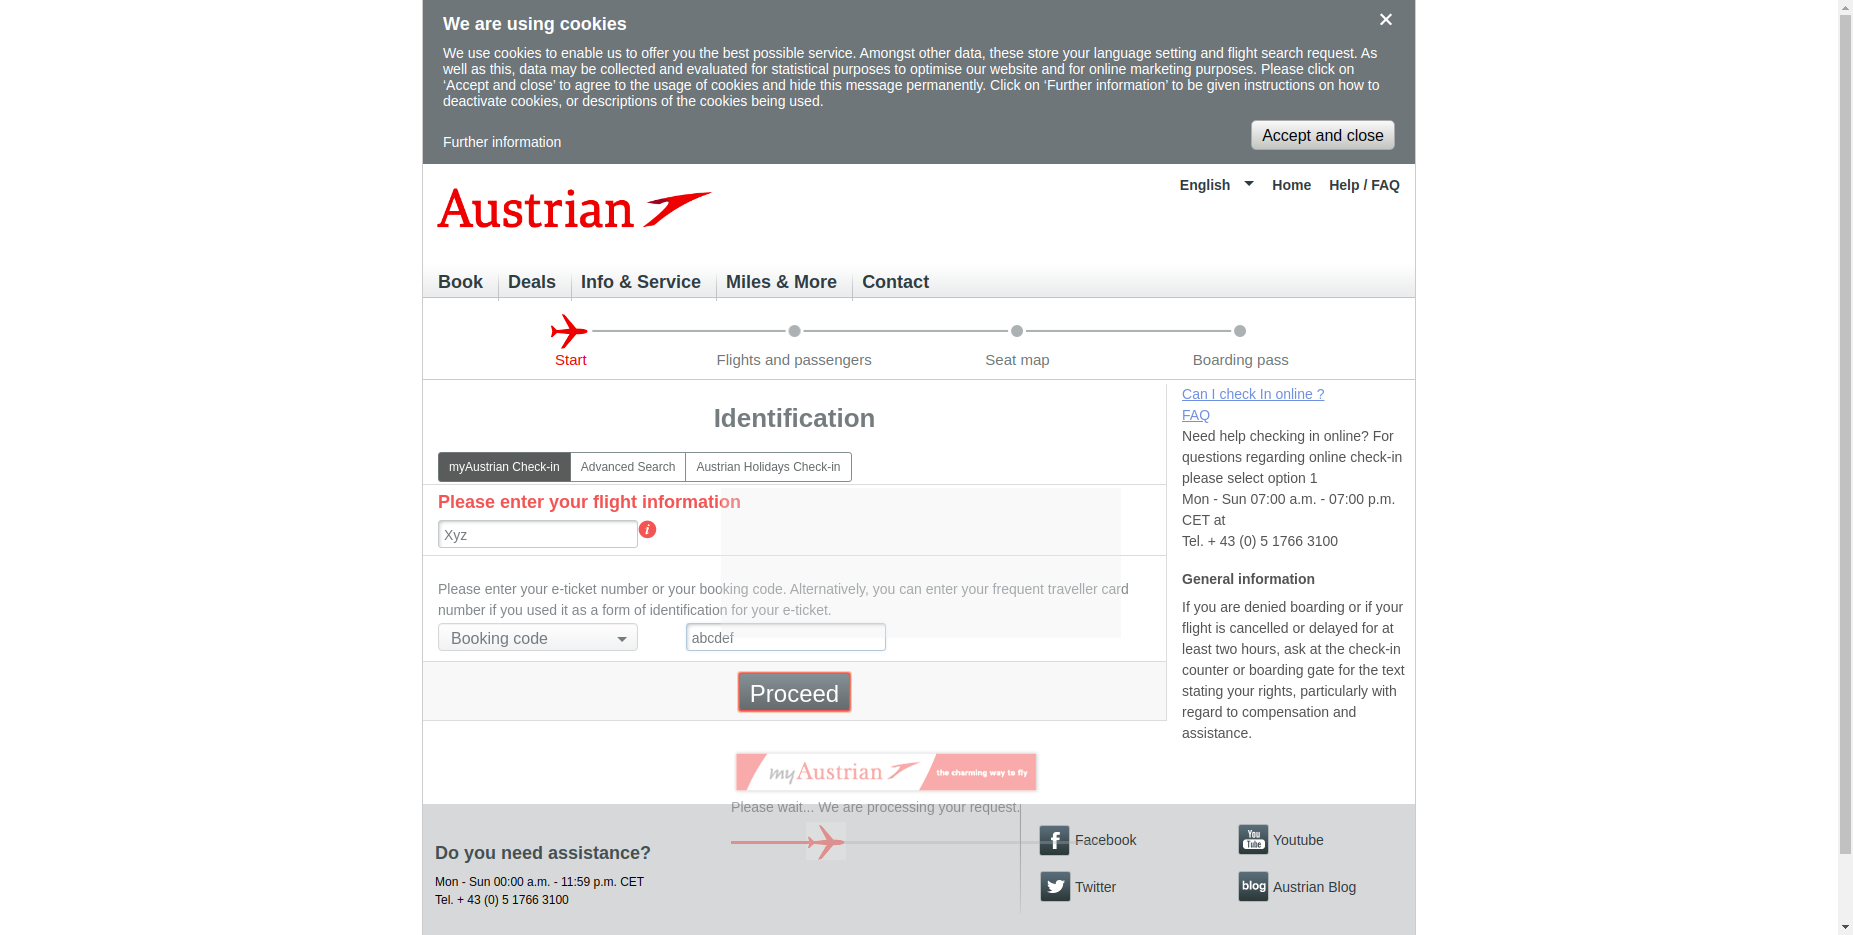 We are using cookies
We use cookies to enable us to offer you the best possible service. Amongst other data, these store your language setting and flight search request. As
well as this, data may be collected and evaluated for statistical purposes to optimise our website and for online marketing purposes. Please click on
‘Accept and close’ to agree to the usage of cookies and hide this message permanently. Click on ‘Further information’ to be given instructions on how to
deactivate cookies, or descriptions of the cookies being used.
Further information
Accept and close
English
Home
Help / FAQ
Austrian
Book
Deals
Info & Service
Miles & More
Contact
Start
Flights and passengers
Seat map
Boarding pass
Identification
myAustrian Check-in
Advanced Search
Austrian Holidays Check-in
Please enter your flight information
Xyz
i
Please enter your e-ticket number or your booking code. Alternatively, you can enter your frequent traveller card
number if you used it as a form of identification for your e-ticket.
Booking code
abcdef
Proceed
Can I check In online ?
FAQ
Need help checking in online? For
questions regarding online check-in
please select option 1
Mon - Sun 07:00 a.m. - 07:00 p.m.
CET at
Tel. + 43 (0) 5 1766 3100
General information
If you are denied boarding or if your
flight is cancelled or delayed for at
least two hours, ask at the check-in
counter or boarding gate for the text
stating your rights, particularly with
regard to compensation and
assistance.
myAustrian
the charming way to fly
Please wait... We are processing your request.
Do you need assistance?
Mon - Sun 00:00 a.m. - 11:59 p.m. CET
Tel. + 43 (0) 5 1766 3100
f
Facebook
You
Tube
Youtube
Twitter
blog
Austrian Blog